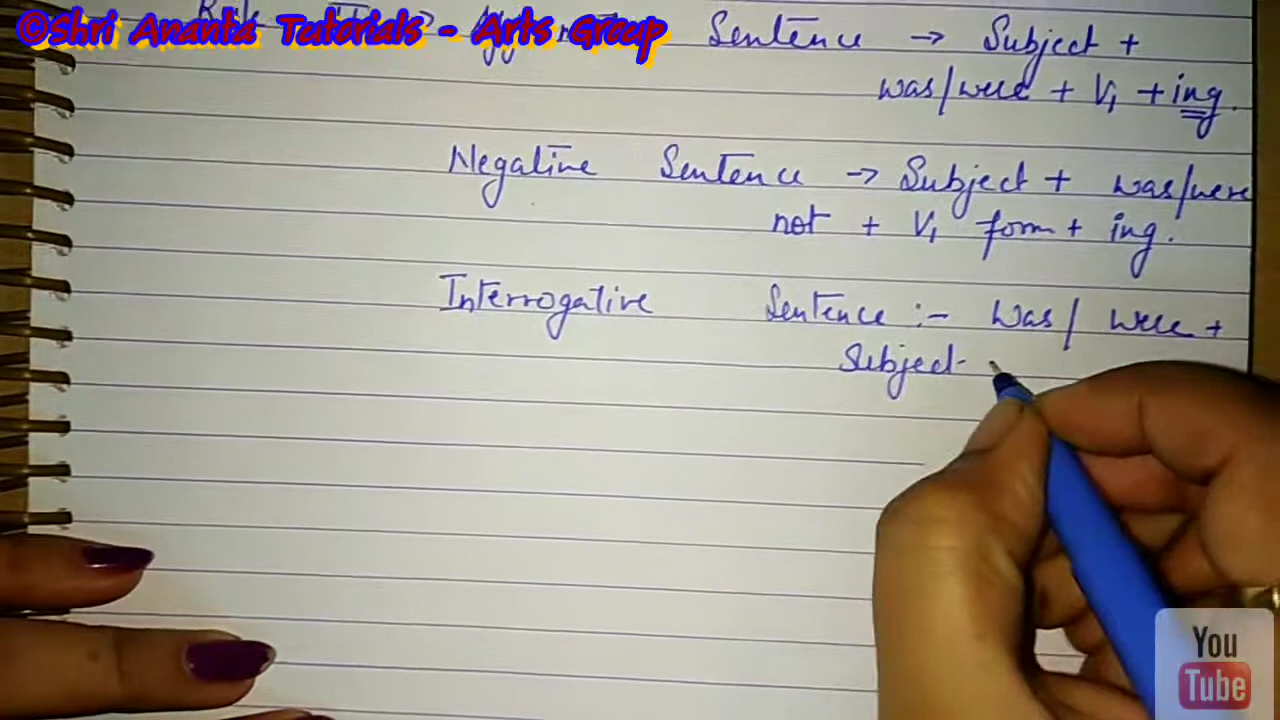 ©Shri Ananta Tutorials - Arts Group
Sentence → Subject +
was/were + V1 + ing.
Negative Sentence → Subject + was/were
not + V1 form + ing.
Interrogative Sentence :- Was/ Were +
Subject
You
Tube